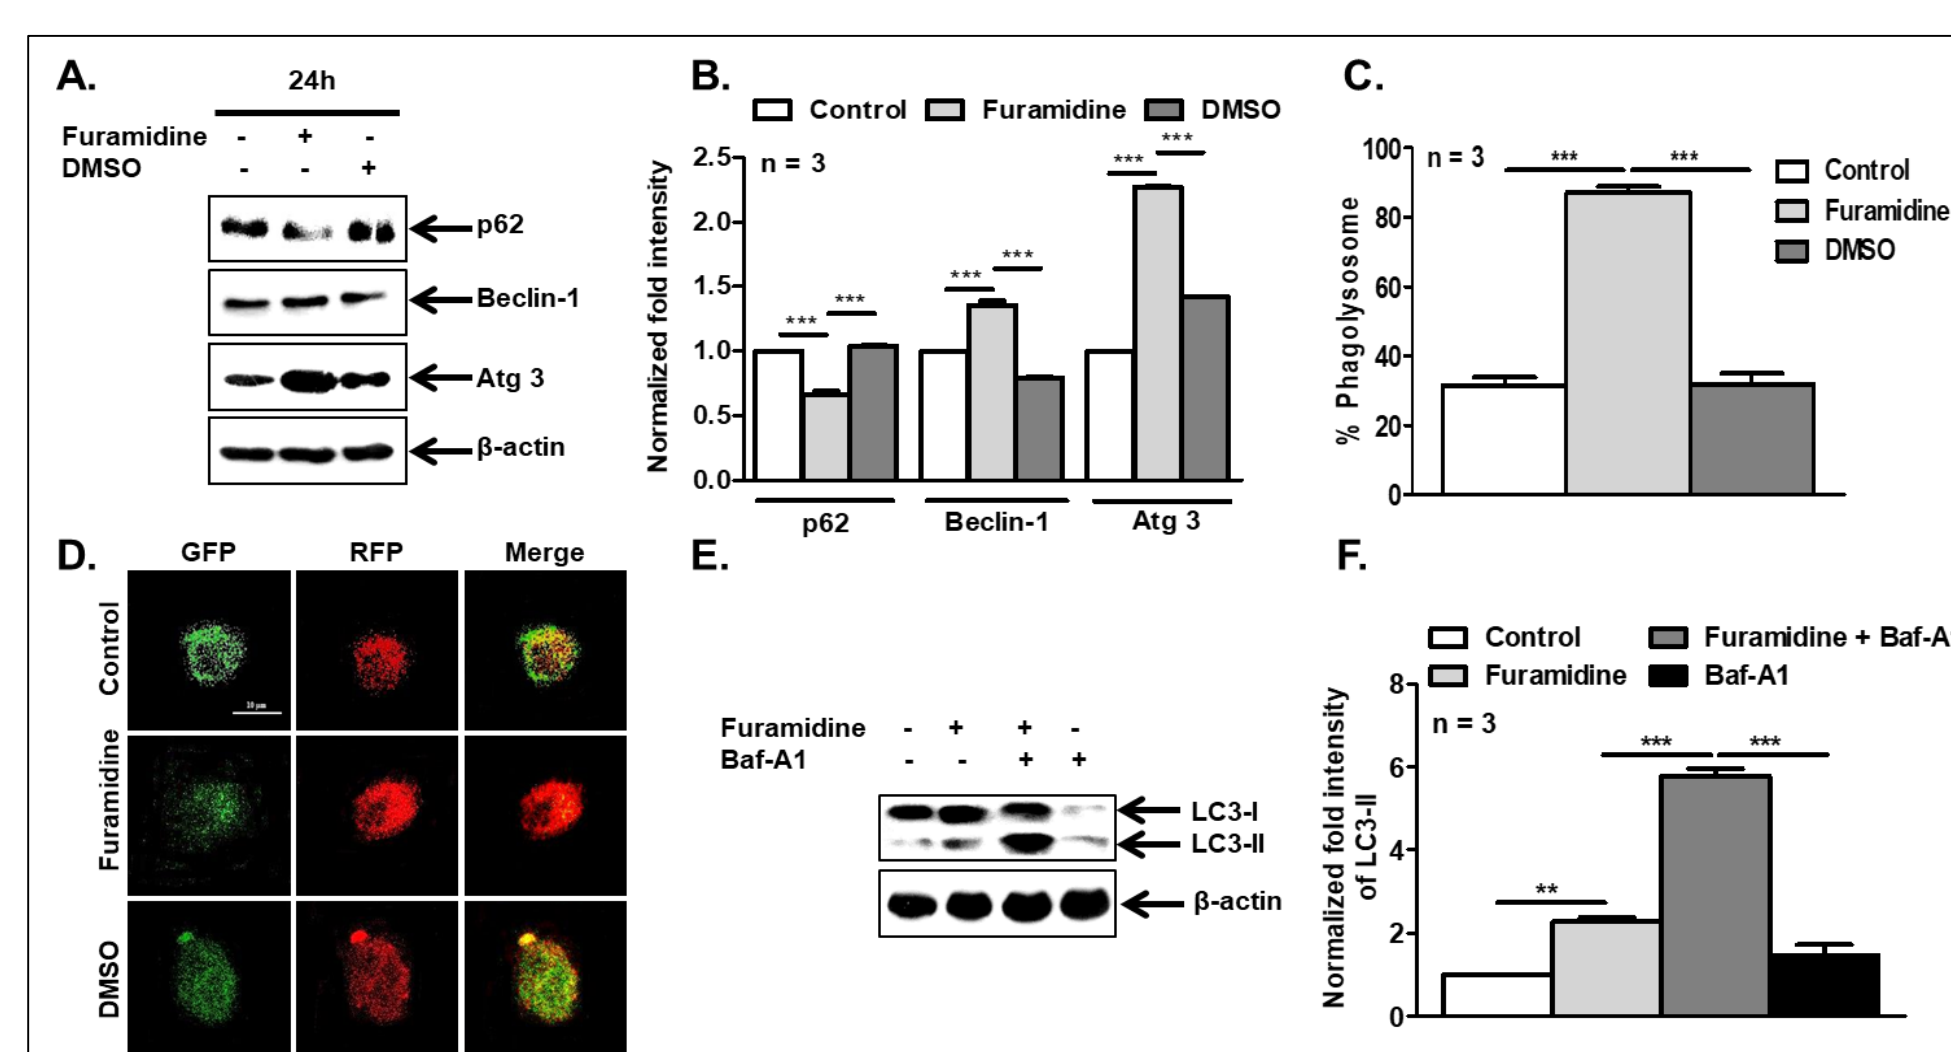 A.
24h
Furamidine - + -
DMSO - - +
p62
Beclin-1
Atg 3
β-actin
B.
Control Furamidine DMSO
n = 3
Normalized fold intensity
2.5
2.0
1.5
1.0
0.5
0.0
*** *** *** *** *** ***
p62 Beclin-1 Atg 3
C.
n = 3
*** ***
Control
Furamidine
DMSO
% Phagolysosome
100
80
60
40
20
0
D.
GFP RFP Merge
Control
10 µm
Furamidine
DMSO
E.
Furamidine - + + -
Baf-A1 - - + +
LC3-I
LC3-II
β-actin
F.
Control Furamidine + Baf-A
Furamidine Baf-A1
n = 3
Normalized fold intensity
of LC3-II
8
6
4
2
0
** *** ***